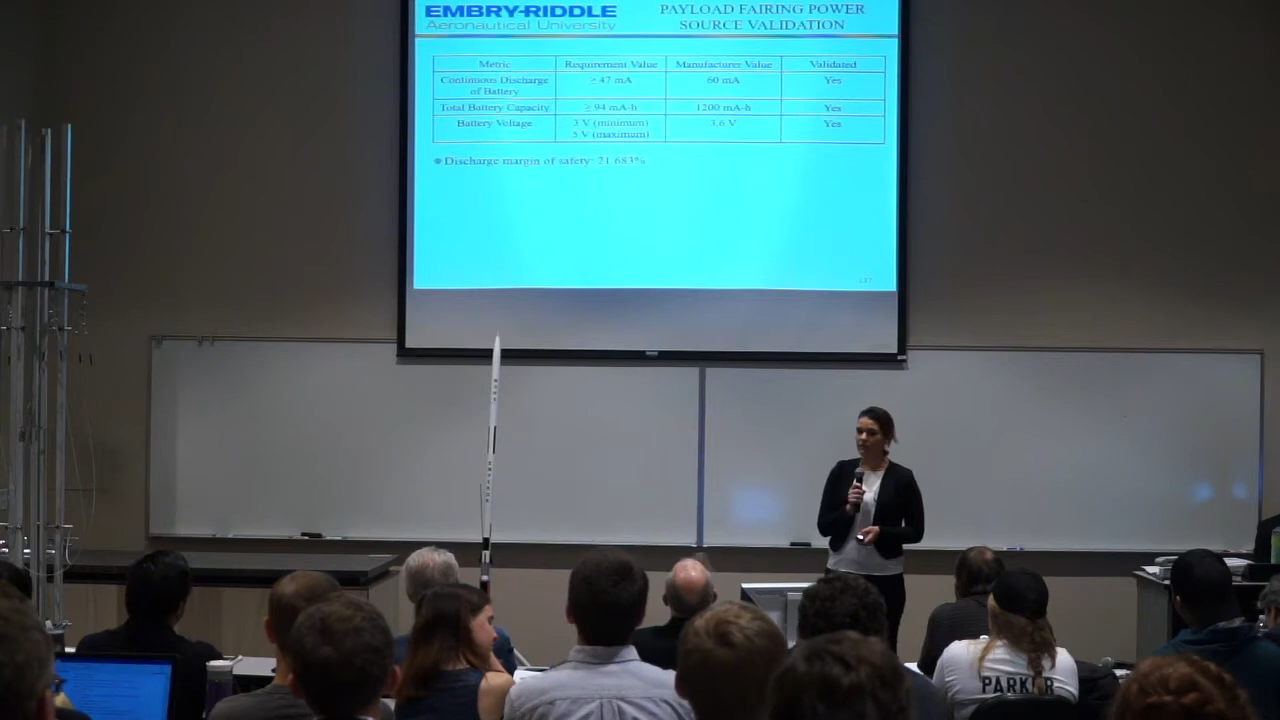 EMBRY-RIDDLE
Aeronautical University
PAYLOAD FAIRING POWER
SOURCE VALIDATION
Metric Requirement Value Manufacturer Value Validated
Continuous Discharge of Battery ≥ 47 mA 60 mA Yes
Total Battery Capacity ≥ 94 mA-h 1200 mA-h Yes
Battery Voltage 3 V (minimum) 3.6 V Yes
5 V (maximum)
Discharge margin of safety: 21.683%
PARKER